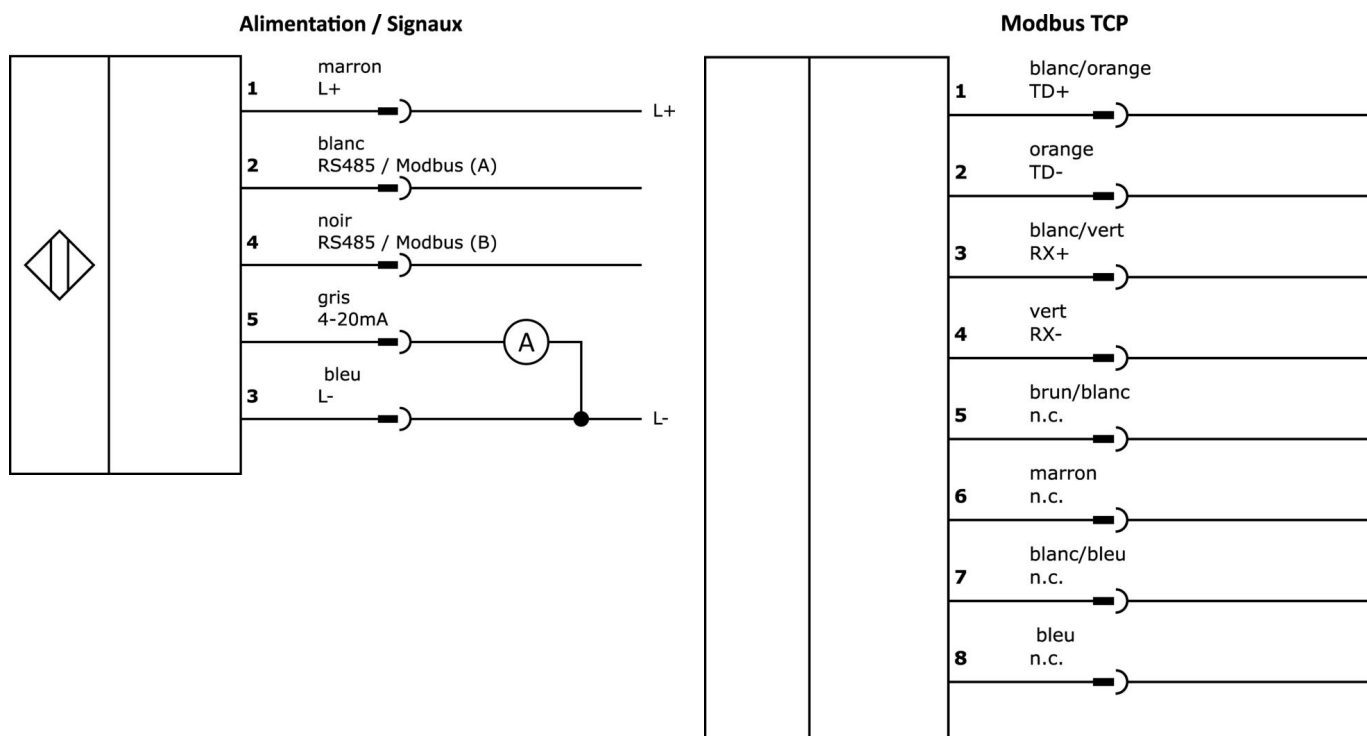 Alimentation / Signaux
marron
1 L+
L+
blanc
2 RS485 / Modbus (A)
noir
4 RS485 / Modbus (B)
gris
5 4-20mA
A
bleu
3 L-
L-
Modbus TCP
blanc/orange
1 TD+
orange
2 TD-
blanc/vert
3 RX+
vert
4 RX-
brun/blanc
5 n.c.
marron
6 n.c.
blanc/bleu
7 n.c.
bleu
8 n.c.